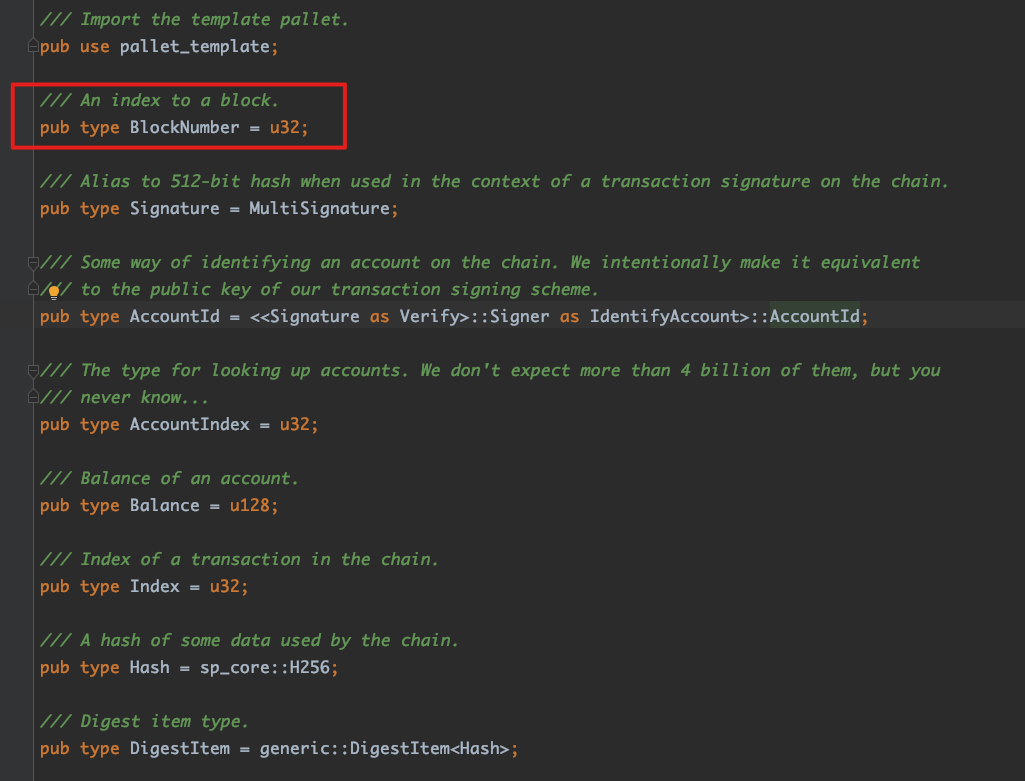 /// Import the template pallet.
pub use pallet_template;
/// An index to a block.
pub type BlockNumber = u32;
/// Alias to 512-bit hash when used in the context of a transaction signature on the chain.
pub type Signature = MultiSignature;
/// Some way of identifying an account on the chain. We intentionally make it equivalent
/// to the public key of our transaction signing scheme.
pub type AccountId = <<Signature as Verify>::Signer as IdentifyAccount>::AccountId;
/// The type for looking up accounts. We don't expect more than 4 billion of them, but you
/// never know...
pub type AccountIndex = u32;
/// Balance of an account.
pub type Balance = u128;
/// Index of a transaction in the chain.
pub type Index = u32;
/// A hash of some data used by the chain.
pub type Hash = sp_core::H256;
/// Digest item type.
pub type DigestItem = generic::DigestItem<Hash>;